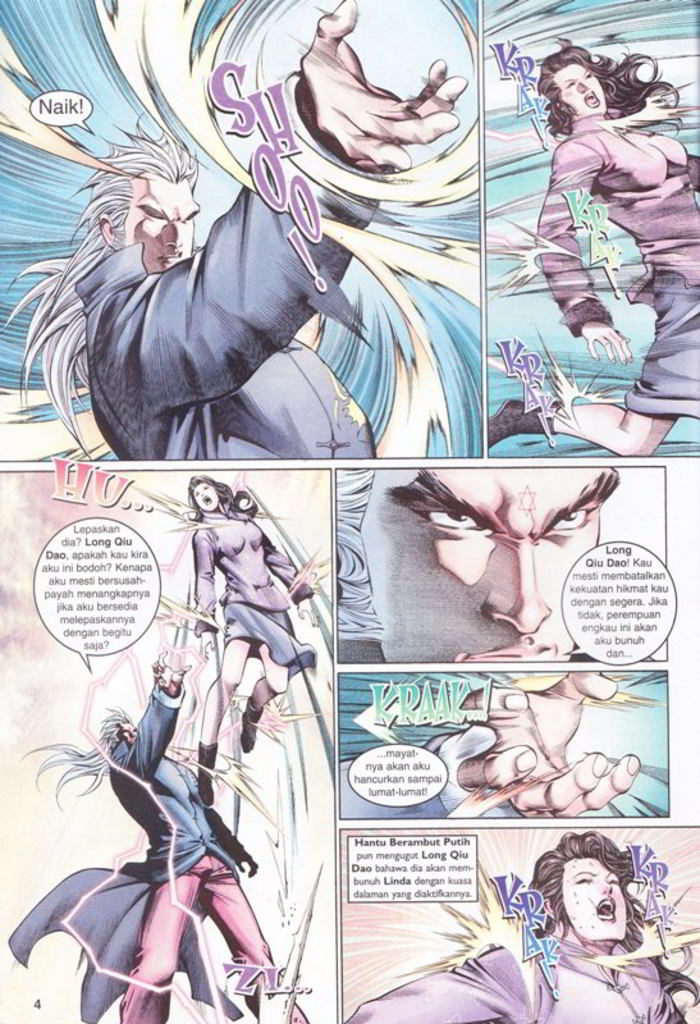 Naik!
SHOOO!
KRAK
KRAK
KRAK
HU...
Lepaskan
dia? Long Qiu
Dao, apakah kau kira
aku ini bodoh? Kenapa
aku mesti bersusah-
payah menangkapnya
jika aku bersedia
melepaskannya
dengan begitu
saja?
ZI...
Long
Qiu Dao! Kau
mesti membatalkan
kekuatan hikmat kau
dengan segera. Jika
tidak, perempuan
engkau ini akan
aku bunuh
dan...
KRAAK...!
...mayat-
nya akan aku
hancurkan sampai
lumat-lumat!
Hantu Berambut Putih
pun mengugut Long Qiu
Dao bahawa dia akan mem-
bunuh Linda dengan kuasa
dalaman yang diaktifkannya.
KRAK!
KRAK
4